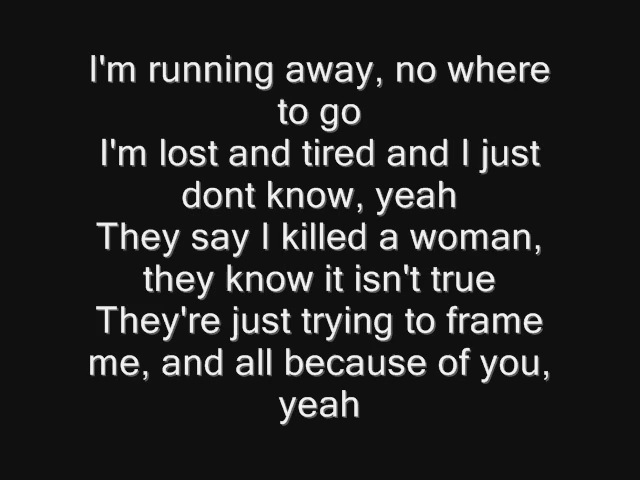 I'm running away, no where
to go
I'm lost and tired and I just
dont know, yeah
They say I killed a woman,
they know it isn't true
They're just trying to frame
me, and all because of you,
yeah